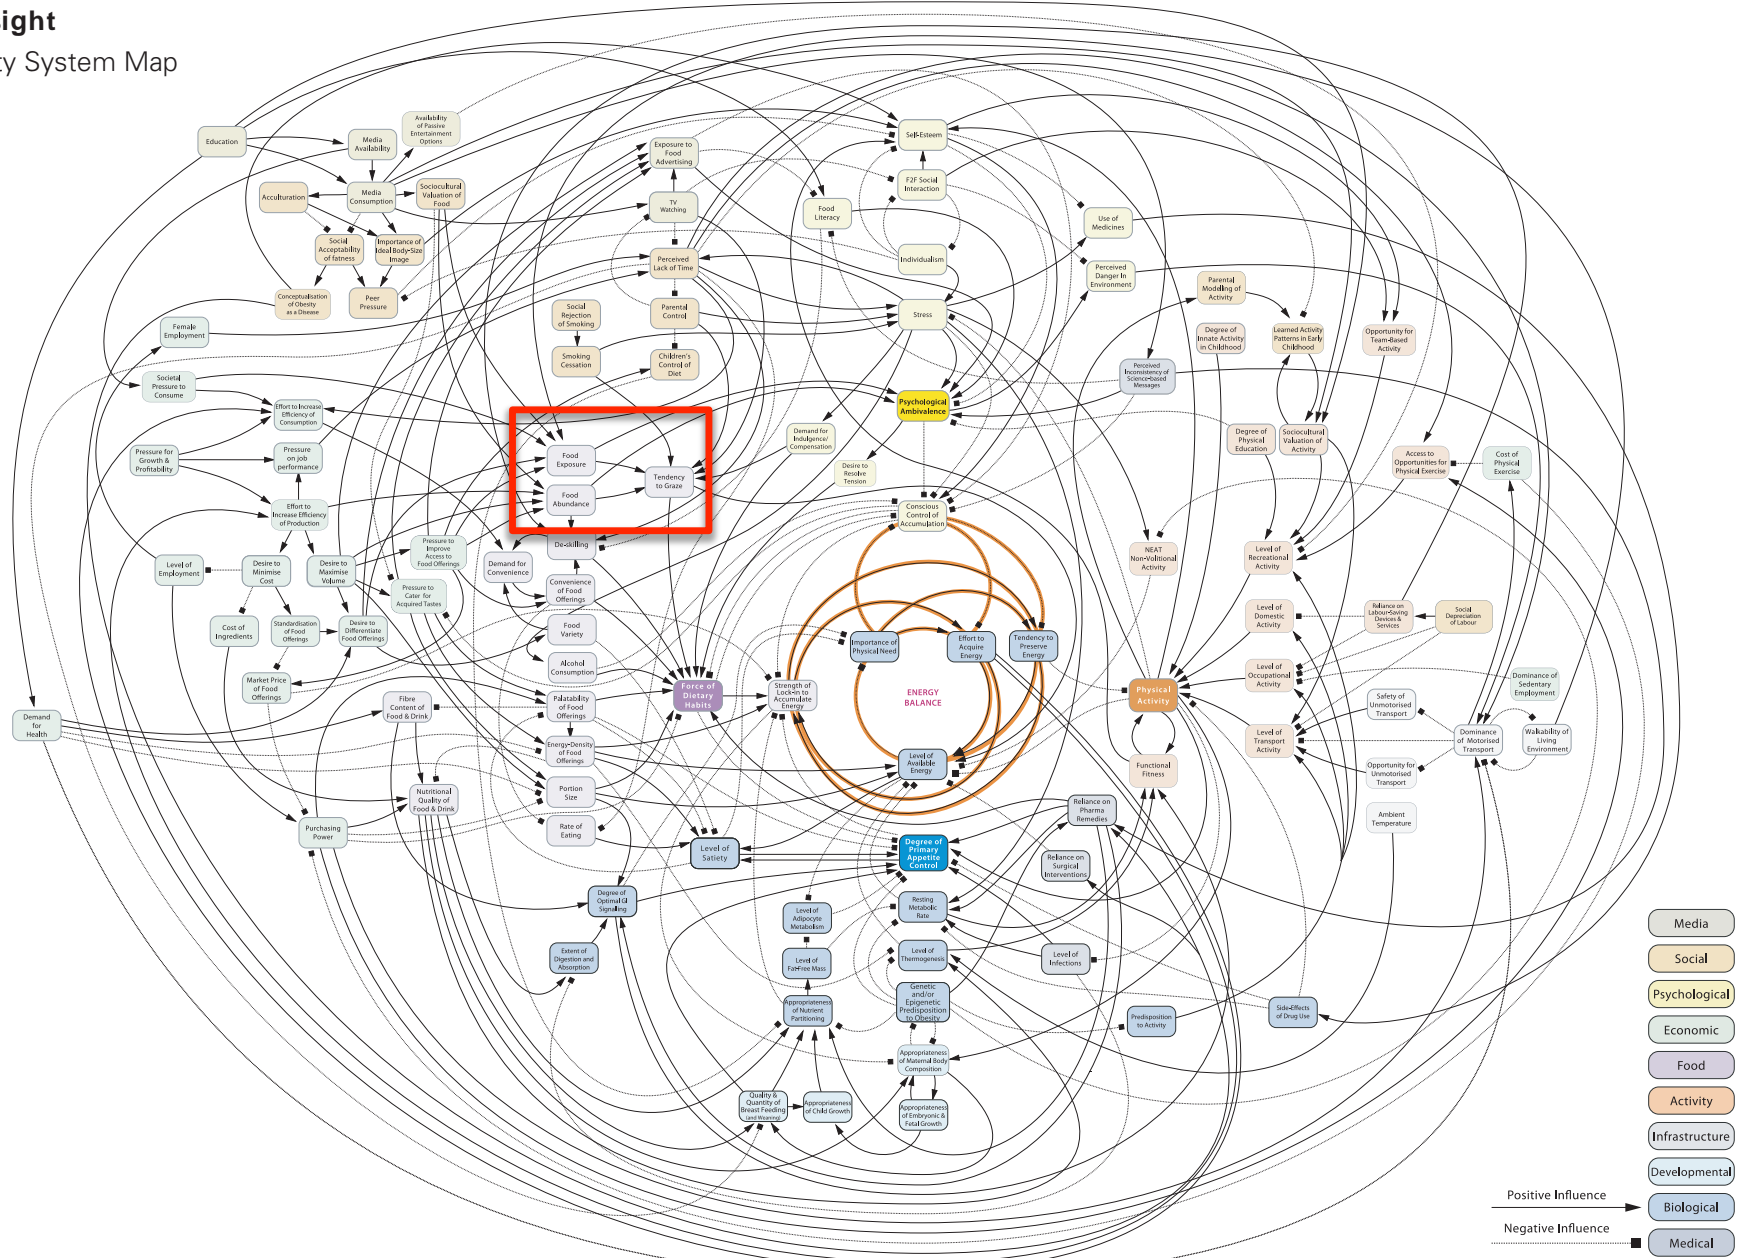 sight
ty System Map
Education
Media
Availability
Availability
of Passive
Entertainment
Options
Acculturation
Media
Consumption
Sociocultural
Valuation of
Food
Social
Acceptability
of fatness
Importance of
Ideal Body-Size
Image
Conceptualisation
of Obesity
as a Disease
Peer
Pressure
Exposure to
Food
Advertising
TV
Watching
Perceived
Lack of Time
Social
Rejection
of Smoking
Parental
Control
Smoking
Cessation
Children's
Control of
Diet
Self-Esteem
F2F Social
Interaction
Food
Literacy
Individualism
Stress
Use of
Medicines
Perceived
Danger In
Environment
Psychological
Ambivalence
Demand for
Indulgence/
Compensation
Desire to
Resolve
Tension
Conscious
Control of
Accumulation
Parental
Modelling of
Activity
Degree of
Innate Activity
in Childhood
Learned Activity
Patterns in Early
Childhood
Opportunity for
Team-Based
Activity
Perceived
Inconsistency of
Science-based
Messages
Degree of
Physical
Education
Sociocultural
Valuation of
Activity
Access to
Opportunities for
Physical Exercise
Cost of
Physical
Exercise
Female
Employment
Societal
Pressure to
Consume
Effort to Increase
Efficiency of
Consumption
Pressure for
Growth &
Profitability
Pressure
on job
performance
Effort to
Increase Efficiency
of Production
Level of
Employment
Desire to
Minimise
Cost
Desire to
Maximise
Volume
Pressure to
Improve
Access to
Food Offerings
Pressure to
Cater for
Acquired Tastes
Cost of
Ingredients
Standardisation
of Food
Offerings
Desire to
Differentiate
Food Offerings
Market Price
of Food
Offerings
Demand
for
Health
Purchasing
Power
Food
Exposure
Food
Abundance
Tendency
to Graze
De-skilling
Demand for
Convenience
Convenience
of Food
Offerings
Food
Variety
Alcohol
Consumption
Fibre
Content of
Food & Drink
Palatability
of Food
Offerings
Energy-Density
of Food
Offerings
Nutritional
Quality of
Food & Drink
Portion
Size
Rate of
Eating
Force of
Dietary
Habits
Strength of
Lock-in to
Accumulate
Energy
Importance of
Physical Need
Effort to
Acquire
Energy
Tendency to
Preserve
Energy
ENERGY
BALANCE
Level of
Available
Energy
NEAT
Non-Volitional
Activity
Level of
Recreational
Activity
Level of
Domestic
Activity
Reliance on
Labour-Saving
Devices &
Services
Social
Depreciation
of Labour
Level of
Occupational
Activity
Dominance of
Sedentary
Employment
Physical
Activity
Safety of
Unmotorised
Transport
Level of
Transport
Activity
Dominance
of Motorised
Transport
Walkability of
Living
Environment
Opportunity for
Unmotorised
Transport
Functional
Fitness
Ambient
Temperature
Reliance on
Pharma
Remedies
Level of
Satiety
Degree of
Primary
Appetite
Control
Reliance on
Surgical
Interventions
Degree of
Optimal GI
Signalling
Level of
Adipocyte
Metabolism
Resting
Metabolic
Rate
Extent of
Digestion and
Absorption
Level of
Fat-Free Mass
Level of
Thermogenesis
Level of
Infections
Appropriateness
of Nutrient
Partitioning
Genetic
and/or
Epigenetic
Predisposition
to Obesity
Predisposition
to Activity
Side-Effects
of Drug Use
Appropriateness
of Maternal Body
Composition
Quality &
Quantity of
Breast Feeding
(and Weaning)
Appropriateness
of Child Growth
Appropriateness
of Embryonic &
Fetal Growth
Media
Social
Psychological
Economic
Food
Activity
Infrastructure
Developmental
Biological
Medical
Positive Influence
Negative Influence